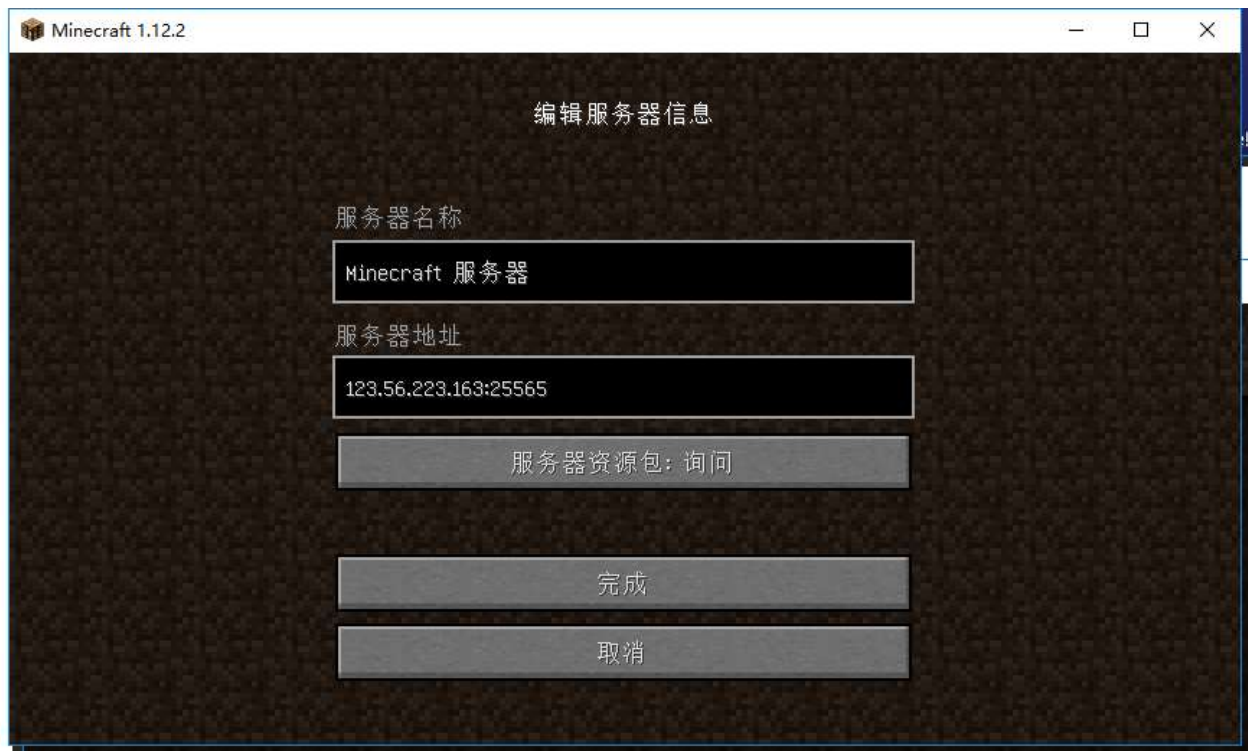 Minecraft 1.12.2
编辑服务器信息
服务器名称
Minecraft 服务器
服务器地址
123.56.223.163:25565
服务器资源包: 询问
完成
取消